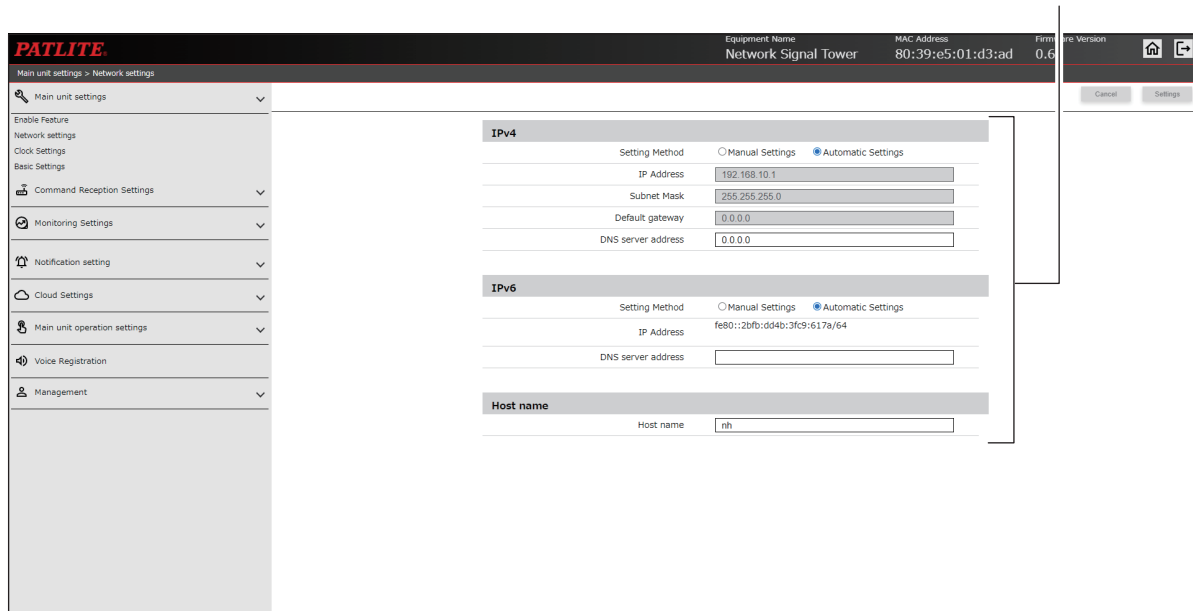 PATLITE®
Equipment Name
Network Signal Tower
MAC Address
80:39:e5:01:d3:ad
Version
0.6
Main unit settings > Network settings
Cancel
Settings
Main unit settings
Enable Feature
Network settings
Clock Settings
Basic Settings
Command Reception Settings
Monitoring Settings
Notification setting
Cloud Settings
Main unit operation settings
Voice Registration
Management
IPv4
Setting Method Manual Settings Automatic Settings
IP Address 192.168.10.1
Subnet Mask 255.255.255.0
Default gateway 0.0.0.0
DNS server address 0.0.0.0
IPv6
Setting Method Manual Settings Automatic Settings
IP Address fe80::2bfb:dd4b:3fc9:617a/64
DNS server address
Host name
Host name nh